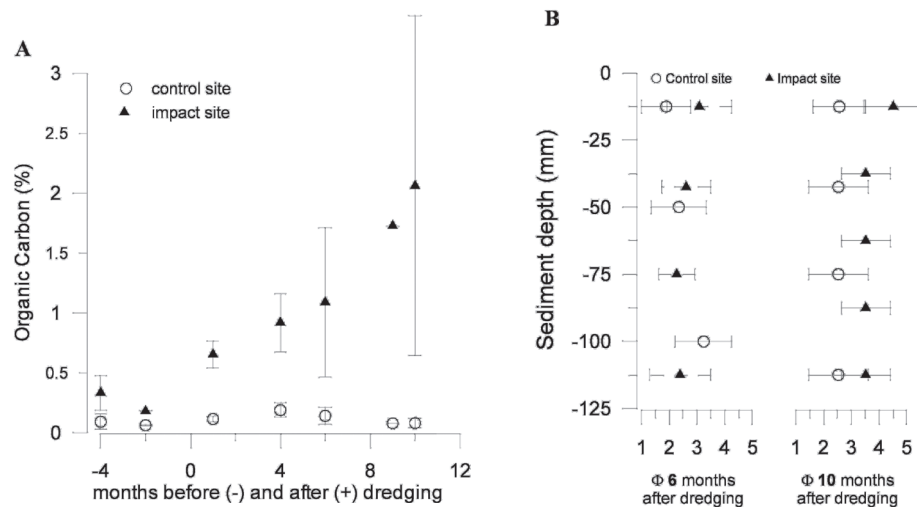 A
control site
impact site
3
2.5
2
1.5
1
0.5
0
Organic Carbon (%)
-4 0 4 8 12
months before (-) and after (+) dredging
B
Control site Impact site
0
-25
-50
-75
-100
-125
Sediment depth (mm)
1 2 3 4 5 1 2 3 4 5
Φ 6 months Φ 10 months
after dredging after dredging